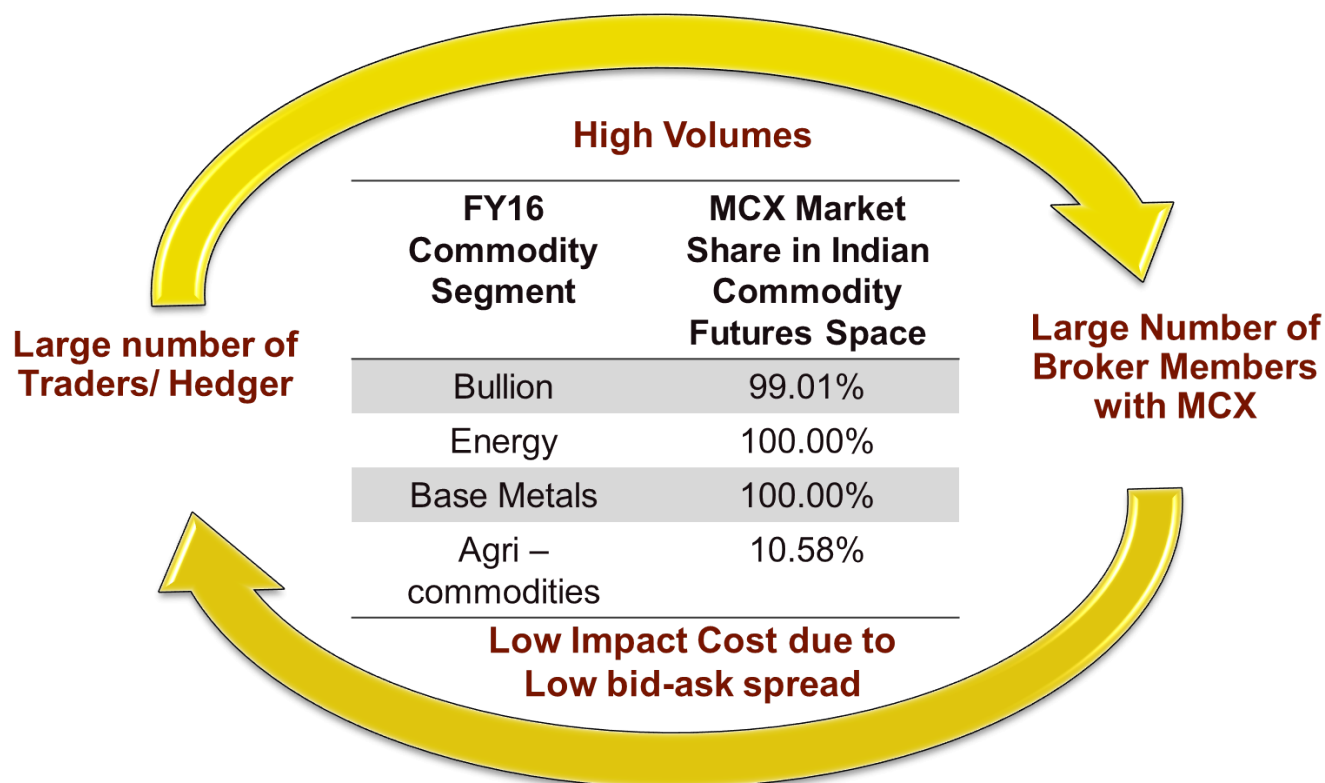 High Volumes
FY16
Commodity
Segment
MCX Market
Share in Indian
Commodity
Futures Space
Bullion 99.01%
Energy 100.00%
Base Metals 100.00%
Agri –
commodities
10.58%
Large number of
Traders/ Hedger
Large Number of
Broker Members
with MCX
Low Impact Cost due to
Low bid-ask spread